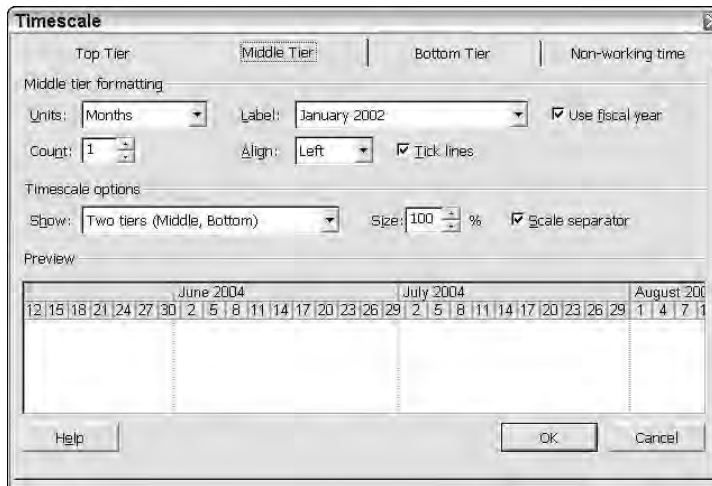 Timescale
Top Tier Middle Tier Bottom Tier Non-working time
Middle tier formatting
Units: Months Label: January 2002 Use fiscal year
Count: 1 Align: Left Tick lines
Timescale options
Show: Two tiers (Middle, Bottom) Size: 100 % Scale separator
Preview
June 2004 July 2004 August 200
12 15 18 21 24 27 30 2 5 8 11 14 17 20 23 26 29 2 5 8 11 14 17 20 23 26 29 1 4 7 1
Help OK Cancel